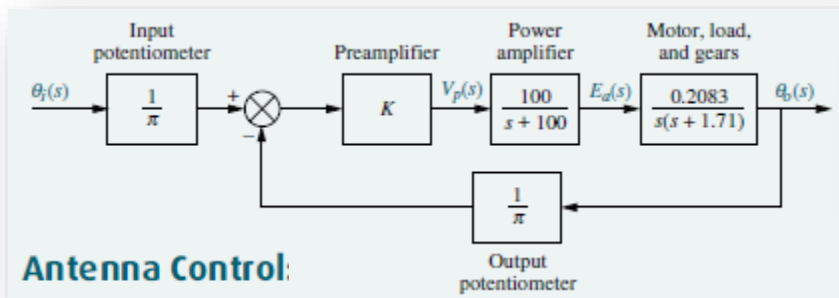 Input
potentiometer
Preamplifier
Power
amplifier
Motor, load,
and gears
θi(s)
1
π
+
−
K
Vp(s)
100
s + 100
Ea(s)
0.2083
s(s + 1.71)
θo(s)
1
π
Output
potentiometer
Antenna Control: